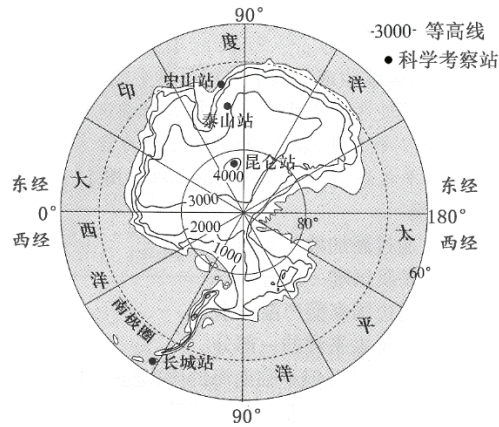 90°
-3000- 等高线
●科学考察站
度
洋
印
中山站
泰山站
昆仑站
4000
东经
大
3000
东经
0°
80°
180°
西经
西
2000
太
西经
1000
60°
洋
南极圈
平
长城站
洋
90°